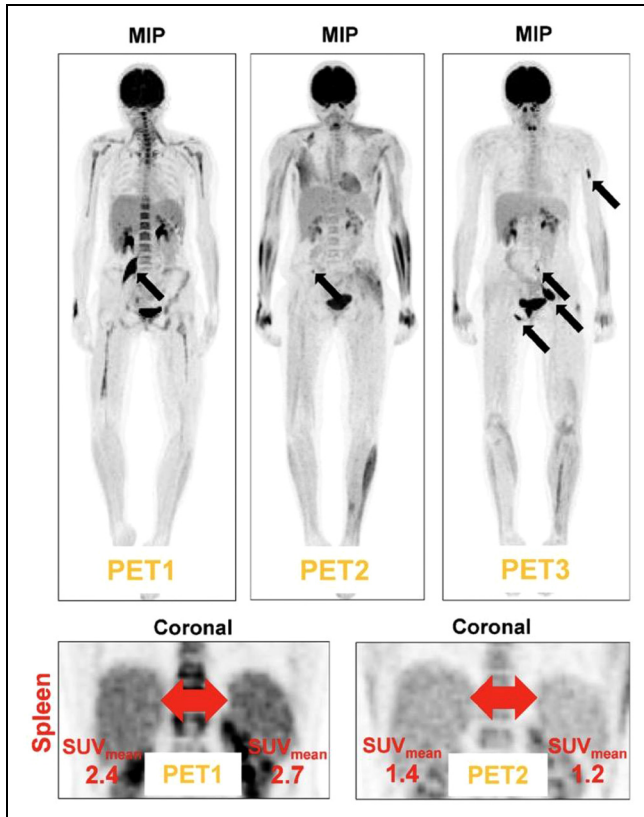 MIP
MIP
MIP
PET1
PET2
PET3
Coronal
Coronal
Spleen
SUVmean
2.4
PET1
SUVmean
2.7
SUVmean
1.4
PET2
SUVmean
1.2